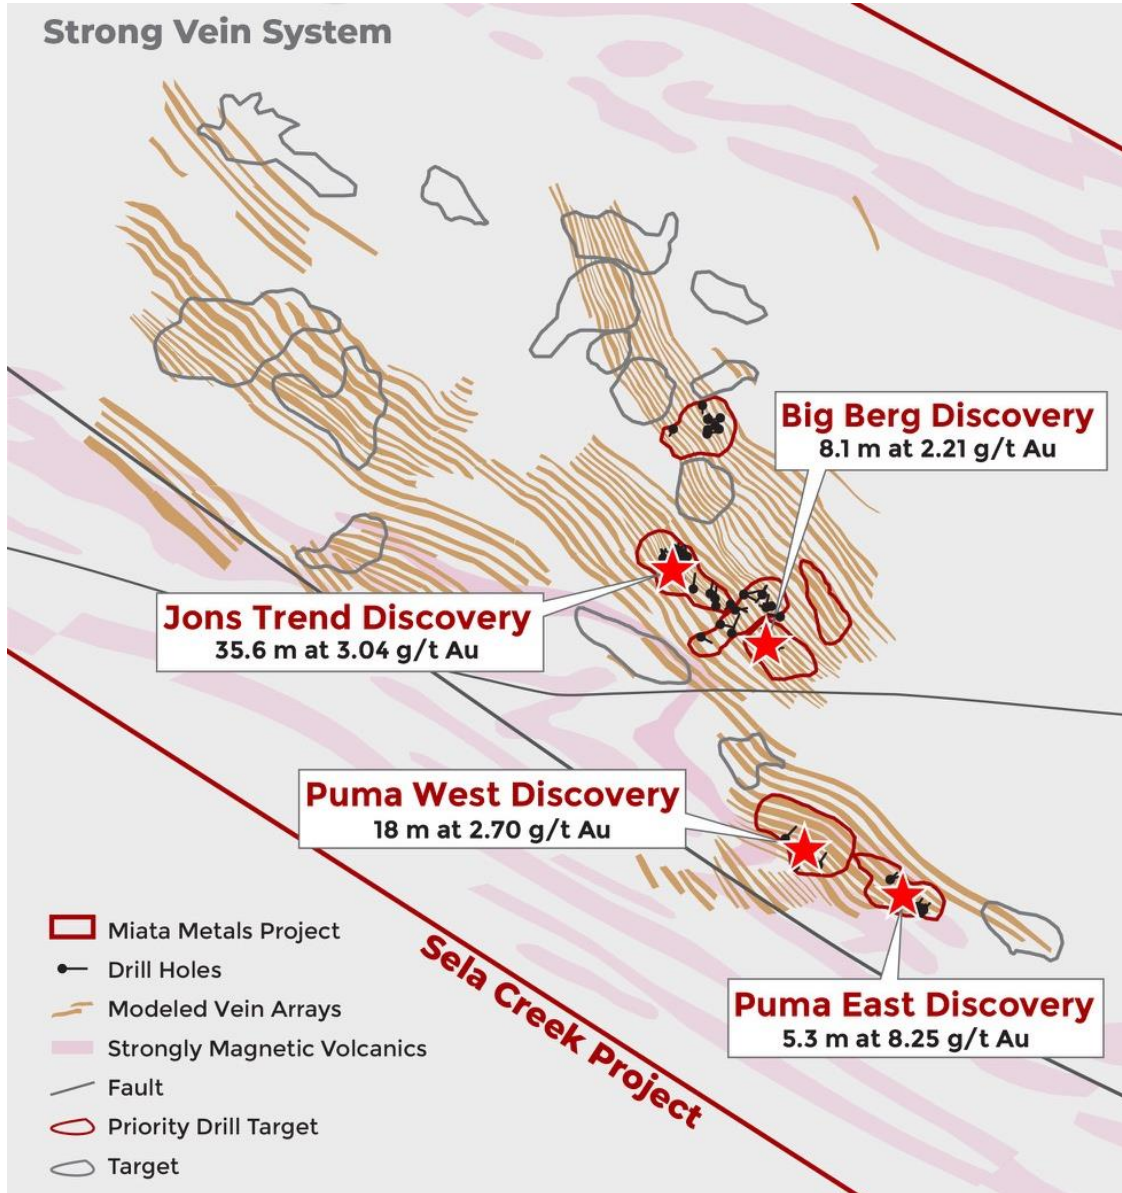 Strong Vein System
Big Berg Discovery
8.1 m at 2.21 g/t Au
Jons Trend Discovery
35.6 m at 3.04 g/t Au
Puma West Discovery
18 m at 2.70 g/t Au
Puma East Discovery
5.3 m at 8.25 g/t Au
Sela Creek Project
Miata Metals Project
Drill Holes
Modeled Vein Arrays
Strongly Magnetic Volcanics
Fault
Priority Drill Target
Target